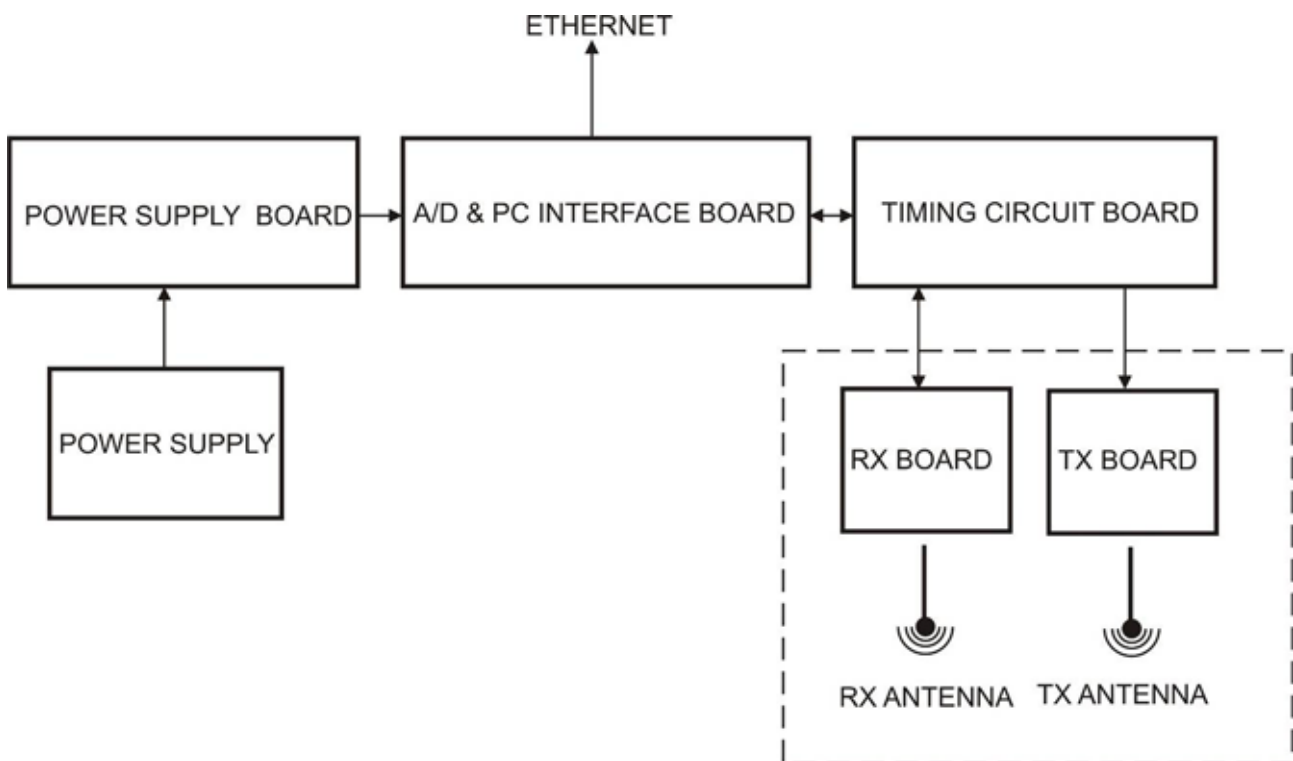 ETHERNET
POWER SUPPLY BOARD
A/D & PC INTERFACE BOARD
TIMING CIRCUIT BOARD
POWER SUPPLY
RX BOARD
TX BOARD
RX ANTENNA
TX ANTENNA